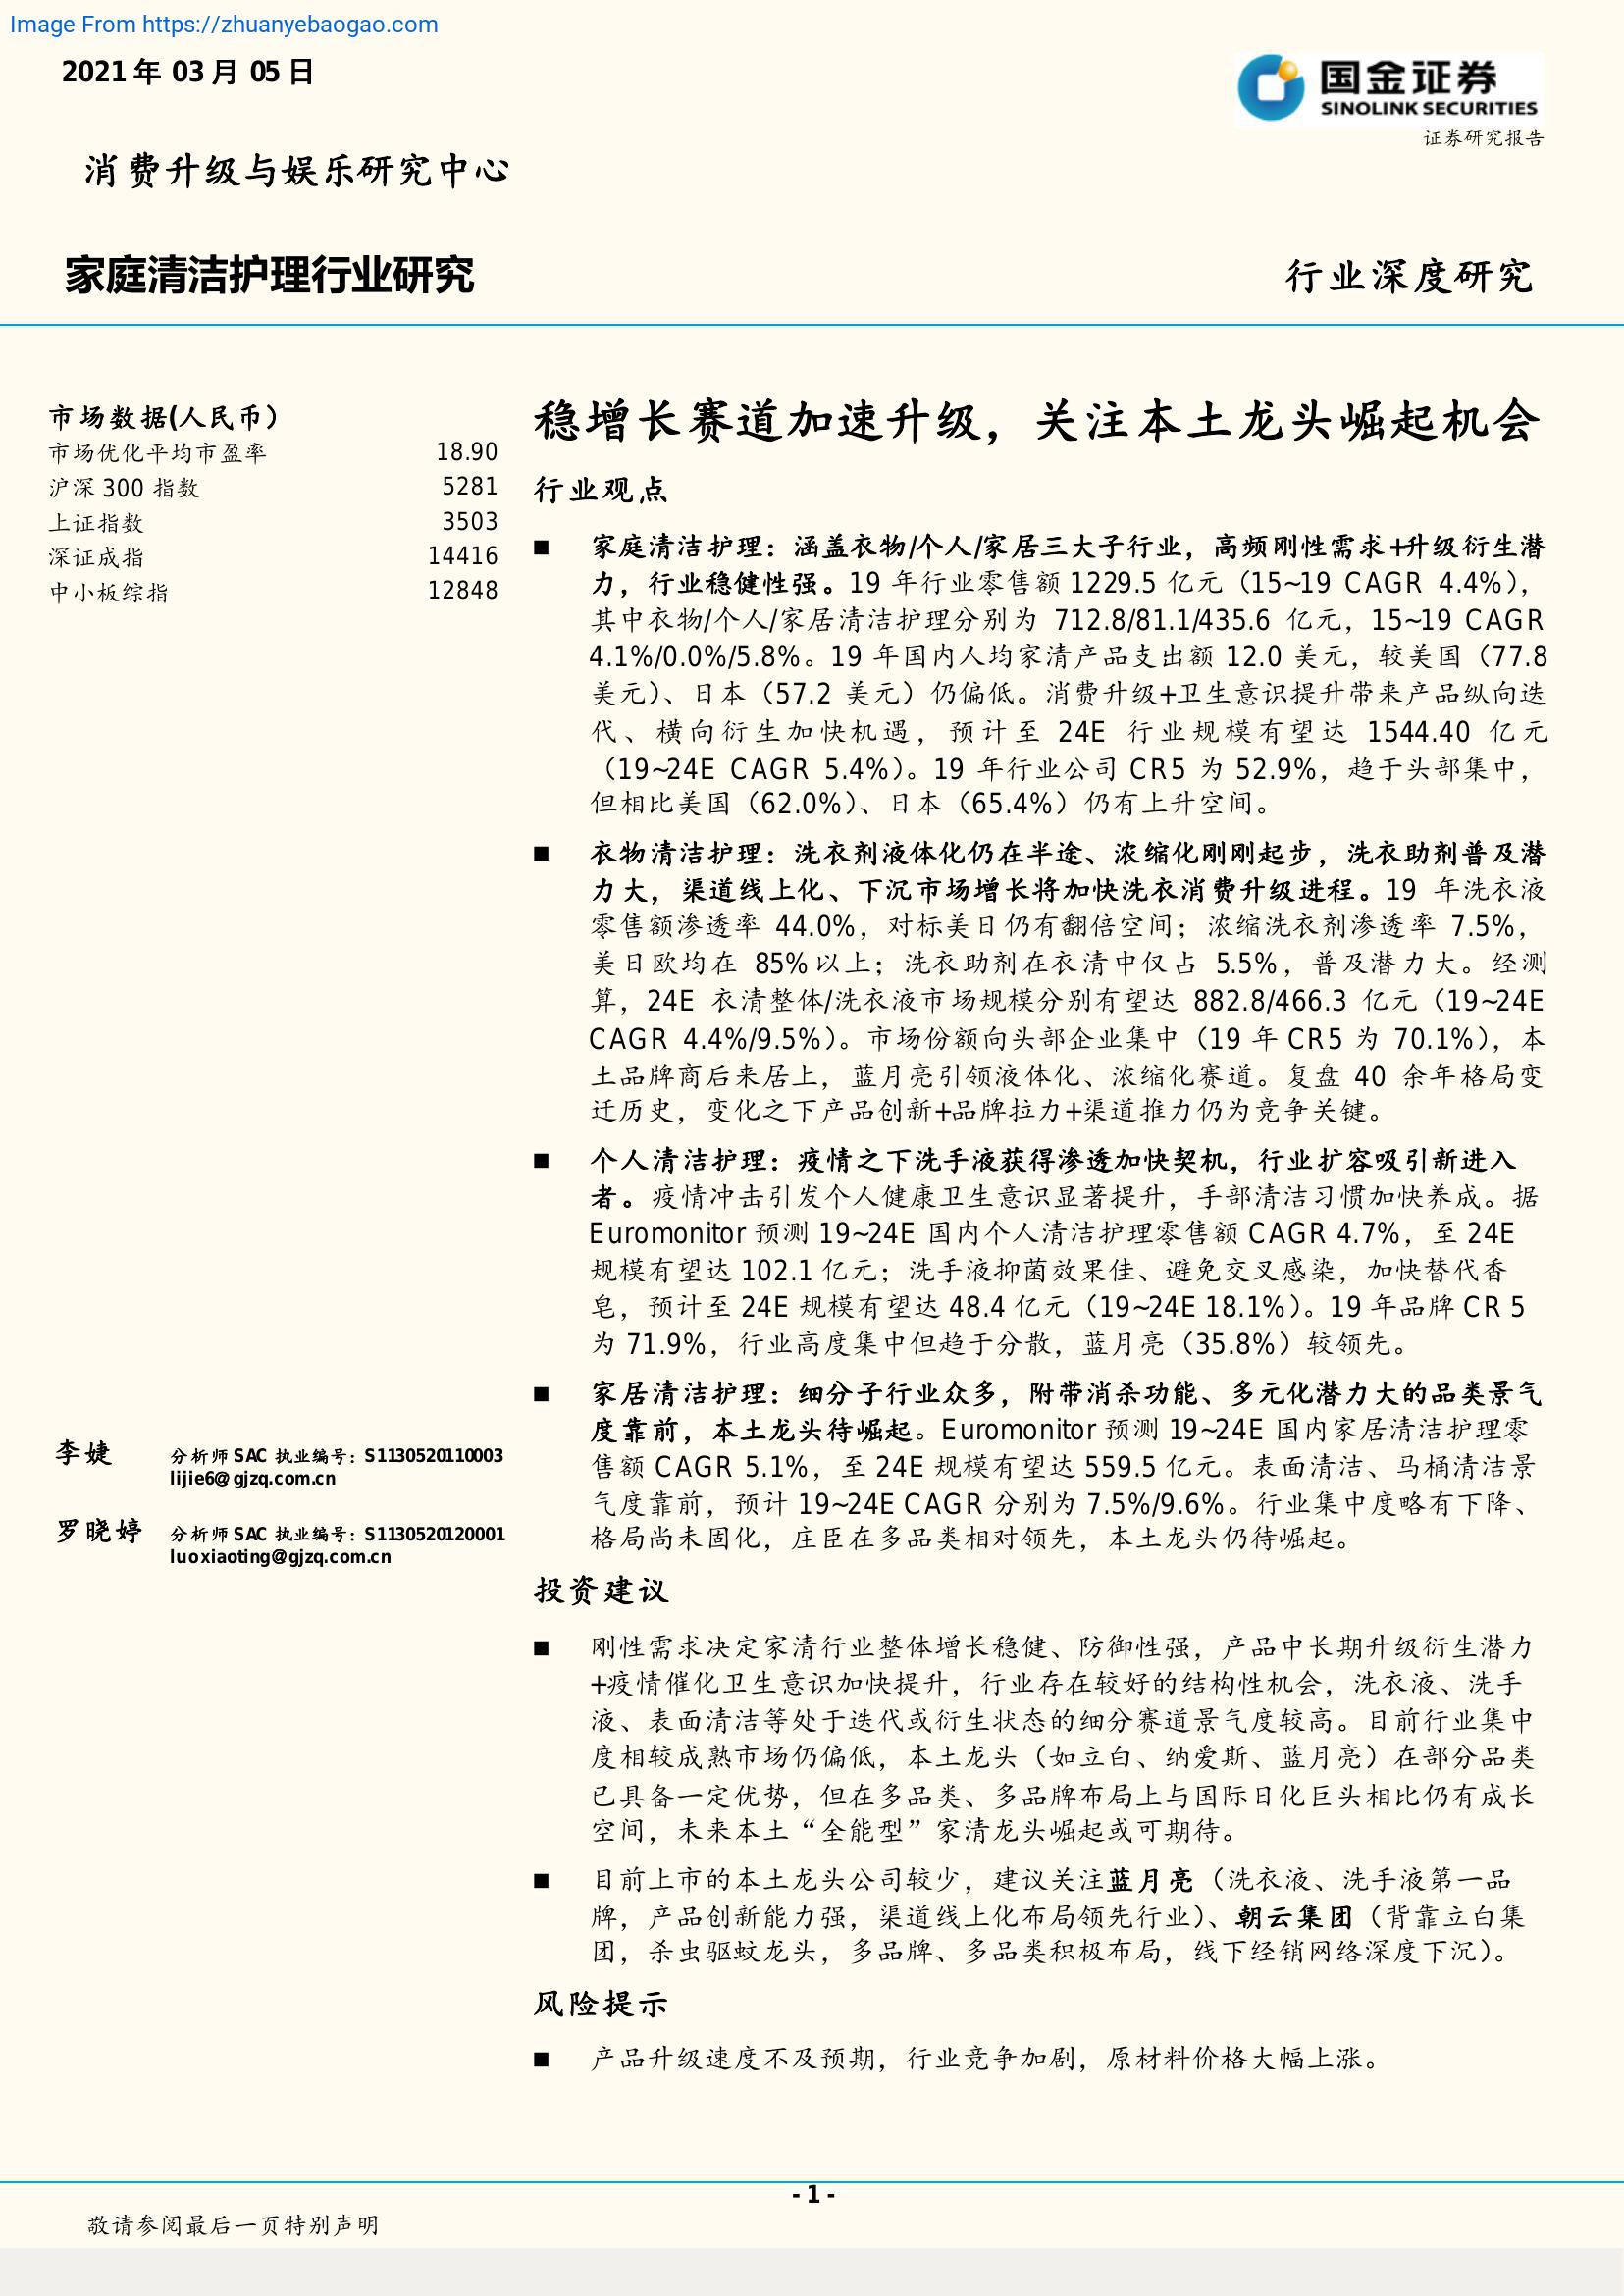 Image From https://zhuanyebaogao.com
2021 年 03 月 05 日
国金证券
SINOLINK SECURITIES
证券研究报告
消费升级与娱乐研究中心
家庭清洁护理行业研究
行业深度研究
市场数据(人民币）
市场优化平均市盈率 18.90
沪深 300 指数 5281
上证指数 3503
深证成指 14416
中小板综指 12848
李婕 分析师 SAC 执业编号：S1130520110003
lijie6@gjzq.com.cn
罗晓婷 分析师 SAC 执业编号：S1130520120001
luoxiaoting@gjzq.com.cn
稳增长赛道加速升级，关注本土龙头崛起机会
行业观点
■ 家庭清洁护理：涵盖衣物/个人/家居三大子行业，高频刚性需求+升级衍生潜
力，行业稳健性强。19 年行业零售额 1229.5 亿元（15~19 CAGR 4.4%），
其中衣物/个人/家居清洁护理分别为 712.8/81.1/435.6 亿元，15~19 CAGR
4.1%/0.0%/5.8%。19 年国内人均家清产品支出额 12.0 美元，较美国（77.8
美元）、日本（57.2 美元）仍偏低。消费升级+卫生意识提升带来产品纵向迭
代、横向衍生加快机遇，预计至 24E 行业规模有望达 1544.40 亿元
（19~24E CAGR 5.4%）。19 年行业公司 CR5 为 52.9%，趋于头部集中，
但相比美国（62.0%）、日本（65.4%）仍有上升空间。
■ 衣物清洁护理：洗衣剂液体化仍在半途、浓缩化刚刚起步，洗衣助剂普及潜
力大，渠道线上化、下沉市场增长将加快洗衣消费升级进程。19 年洗衣液
零售额渗透率 44.0%，对标美日仍有翻倍空间；浓缩洗衣剂渗透率 7.5%，
美日欧均在 85%以上；洗衣助剂在衣清中仅占 5.5%，普及潜力大。经测
算，24E 衣清整体/洗衣液市场规模分别有望达 882.8/466.3 亿元（19~24E
CAGR 4.4%/9.5%）。市场份额向头部企业集中（19 年 CR5 为 70.1%），本
土品牌商后来居上，蓝月亮引领液体化、浓缩化赛道。复盘 40 余年格局变
迁历史，变化之下产品创新+品牌拉力+渠道推力仍为竞争关键。
■ 个人清洁护理：疫情之下洗手液获得渗透加快契机，行业扩容吸引新进入
者。疫情冲击引发个人健康卫生意识显著提升，手部清洁习惯加快养成。据
Euromonitor 预测 19~24E 国内个人清洁护理零售额 CAGR 4.7%，至 24E
规模有望达 102.1 亿元；洗手液抑菌效果佳、避免交叉感染，加快替代香
皂，预计至 24E 规模有望达 48.4 亿元（19~24E 18.1%）。19 年品牌 CR 5
为 71.9%，行业高度集中但趋于分散，蓝月亮（35.8%）较领先。
■ 家居清洁护理：细分子行业众多，附带消杀功能、多元化潜力大的品类景气
度靠前，本土龙头待崛起。Euromonitor 预测 19~24E 国内家居清洁护理零
售额 CAGR 5.1%，至 24E 规模有望达 559.5 亿元。表面清洁、马桶清洁景
气度靠前，预计 19~24E CAGR 分别为 7.5%/9.6%。行业集中度略有下降、
格局尚未固化，庄臣在多品类相对领先，本土龙头仍待崛起。
投资建议
■ 刚性需求决定家清行业整体增长稳健、防御性强，产品中长期升级衍生潜力
+疫情催化卫生意识加快提升，行业存在较好的结构性机会，洗衣液、洗手
液、表面清洁等处于迭代或衍生状态的细分赛道景气度较高。目前行业集中
度相较成熟市场仍偏低，本土龙头（如立白、纳爱斯、蓝月亮）在部分品类
已具备一定优势，但在多品类、多品牌布局上与国际日化巨头相比仍有成长
空间，未来本土“全能型”家清龙头崛起或可期待。
■ 目前上市的本土龙头公司较少，建议关注蓝月亮（洗衣液、洗手液第一品
牌，产品创新能力强，渠道线上化布局领先行业）、朝云集团（背靠立白集
团，杀虫驱蚊龙头，多品牌、多品类积极布局，线下经销网络深度下沉）。
风险提示
■ 产品升级速度不及预期，行业竞争加剧，原材料价格大幅上涨。
- 1 -
敬请参阅最后一页特别声明